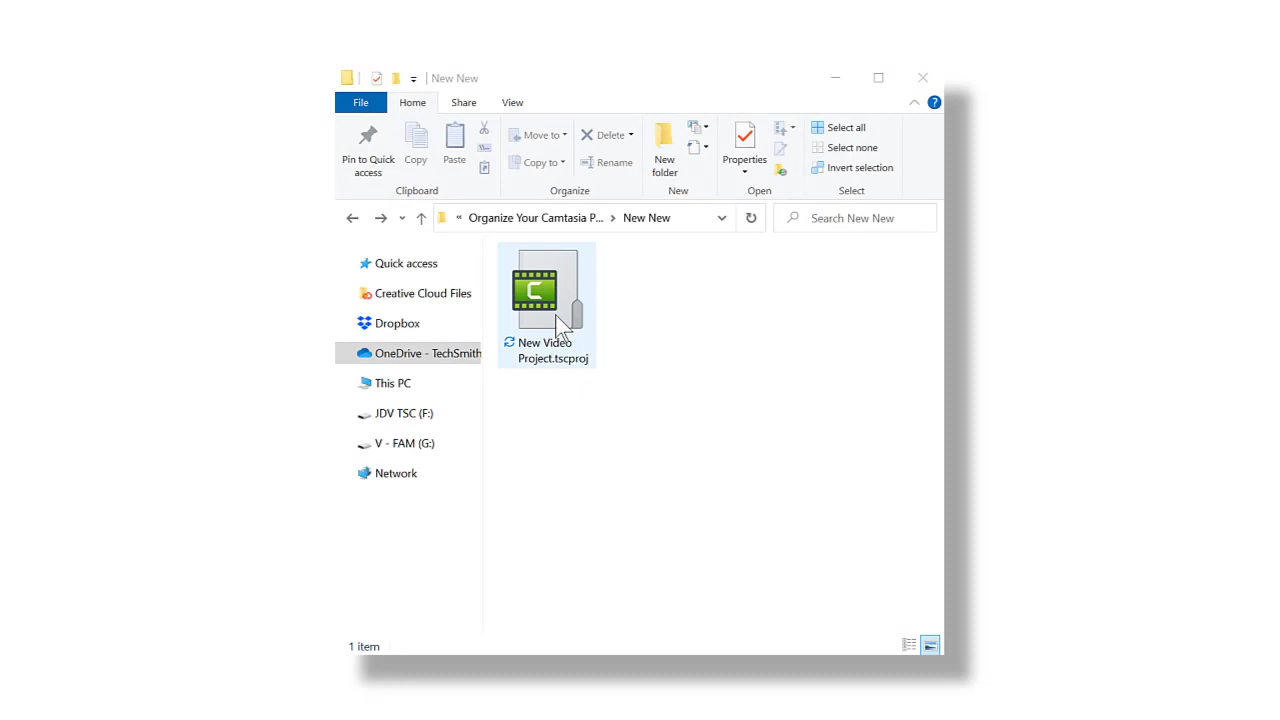 New New
File Home Share View
Pin to Quick access
Copy
Paste
Clipboard
Move to
Copy to
Delete
Rename
Organize
New folder
New
Properties
Open
Select all
Select none
Invert selection
Select
« Organize Your Camtasia P... > New New
Search New New
Quick access
Creative Cloud Files
Dropbox
OneDrive - TechSmith
This PC
JDV TSC (F:)
V - FAM (G:)
Network
C
New Video
Project.tscproj
1 item